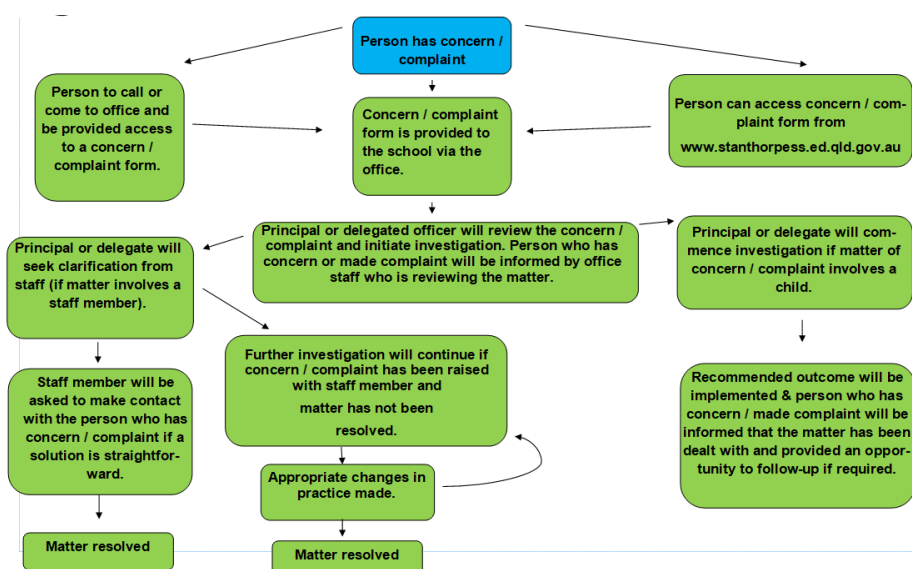 Person has concern /
complaint
Person to call or
come to office and
be provided access
to a concern /
complaint form.
Concern / complaint
form is provided to
the school via the
office.
Person can access concern / com-
plaint form from
www.stanthorpess.ed.qld.gov.au
Principal or delegated officer will review the concern /
complaint and initiate investigation. Person who has
concern or made complaint will be informed by office
staff who is reviewing the matter.
Principal or delegate will
seek clarification from
staff (if matter involves a
staff member).
Principal or delegate will com-
mence investigation if matter of
concern / complaint involves a
child.
Further investigation will continue if
concern / complaint has been raised
with staff member and
matter has not been
resolved.
Staff member will be
asked to make contact
with the person who has
concern / complaint if a
solution is straightfor-
ward.
Recommended outcome will be
implemented & person who has
concern / made complaint will be
informed that the matter has been
dealt with and provided an oppor-
tunity to follow-up if required.
Appropriate changes in
practice made.
Matter resolved
Matter resolved